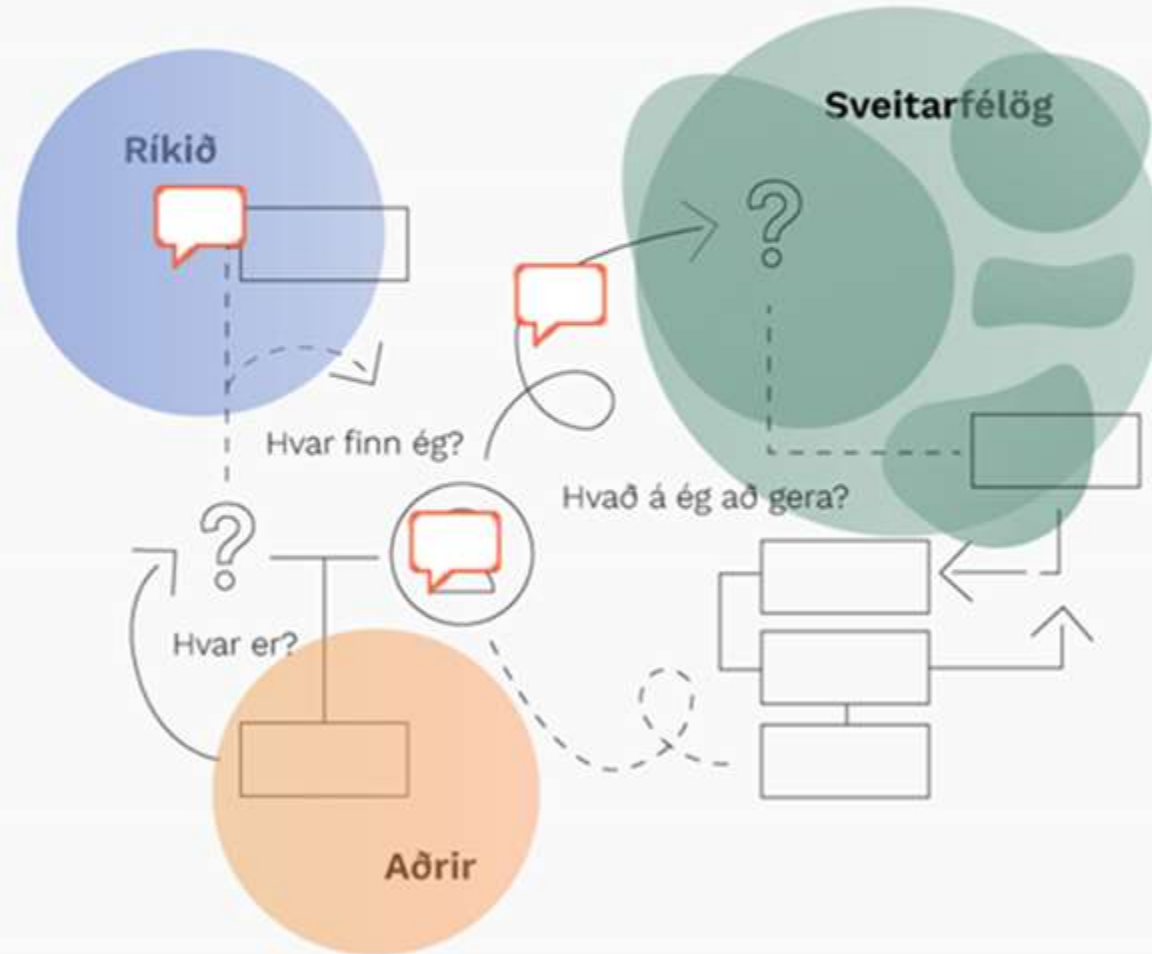 Sveitarfélög
Ríkið
?
Hvar finn ég?
Hvað á ég að gera?
?
Hvar er?
Aðrir